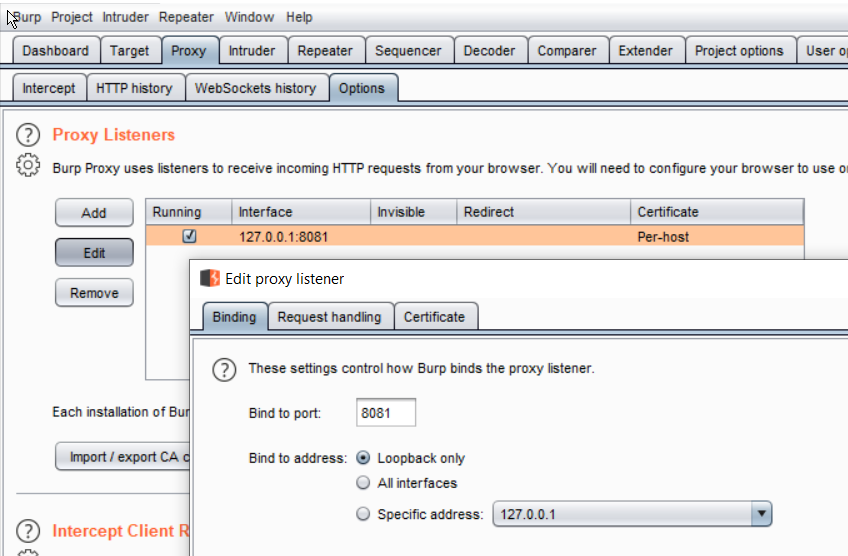 Burp Project Intruder Repeater Window Help
Dashboard Target Proxy Intruder Repeater Sequencer Decoder Comparer Extender Project options User op
Intercept HTTP history WebSockets history Options
? Proxy Listeners
Burp Proxy uses listeners to receive incoming HTTP requests from your browser. You will need to configure your browser to use o
Add Running Interface Invisible Redirect Certificate
127.0.0.1:8081 Per-host
Edit
Remove
Edit proxy listener
Binding Request handling Certificate
? These settings control how Burp binds the proxy listener.
Each installation of Bur
Bind to port: 8081
Import / export CA c
Bind to address: Loopback only
All interfaces
Specific address: 127.0.0.1
? Intercept Client R